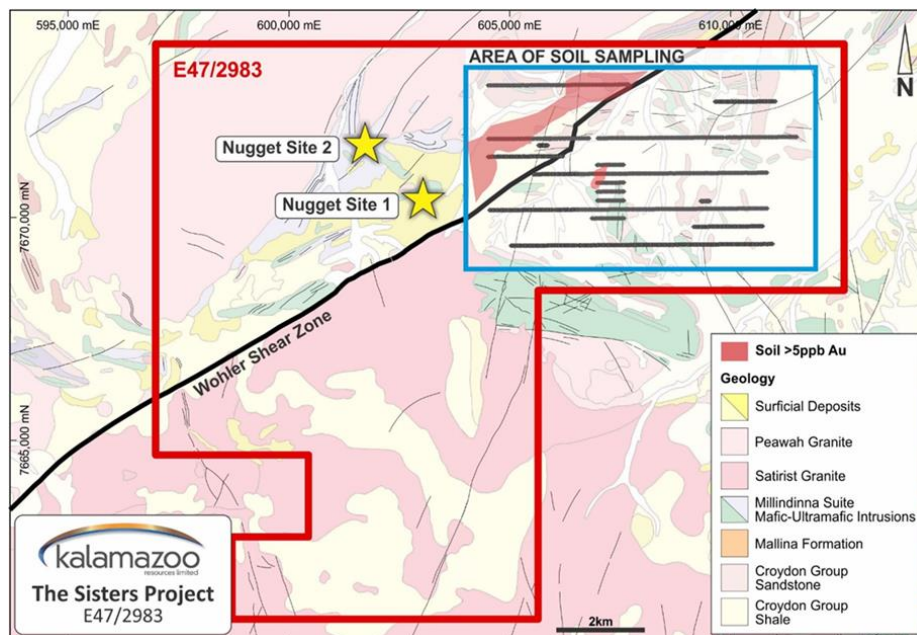 595,000 mE
600,000 mE
605,000 mE
610,000 mE
E47/2983
AREA OF SOIL SAMPLING
N
Nugget Site 2
Nugget Site 1
7670,000 mN
Wohler Shear Zone
7665,000 mN
Soil >5ppb Au
Geology
Surficial Deposits
Peawah Granite
Satirist Granite
Millindinna Suite
Mafic-Ultramafic Intrusions
Mallina Formation
Croydon Group
Sandstone
Croydon Group
Shale
kalamazoo
resources limited
The Sisters Project
E47/2983
2km